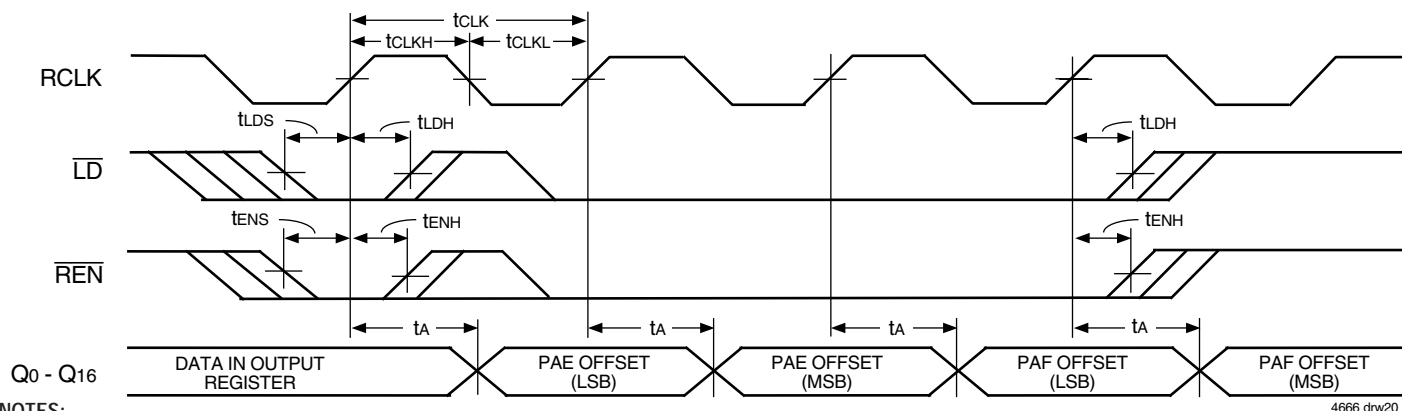 tCLK
tCLKH
tCLKL
RCLK
tLDS
tLDH
tLDH
LD
tENS
tENH
tENH
REN
tA
tA
tA
tA
Q0 - Q16
DATA IN OUTPUT
REGISTER
PAE OFFSET
(LSB)
PAE OFFSET
(MSB)
PAF OFFSET
(LSB)
PAF OFFSET
(MSB)
NOTES:
4666 drw20